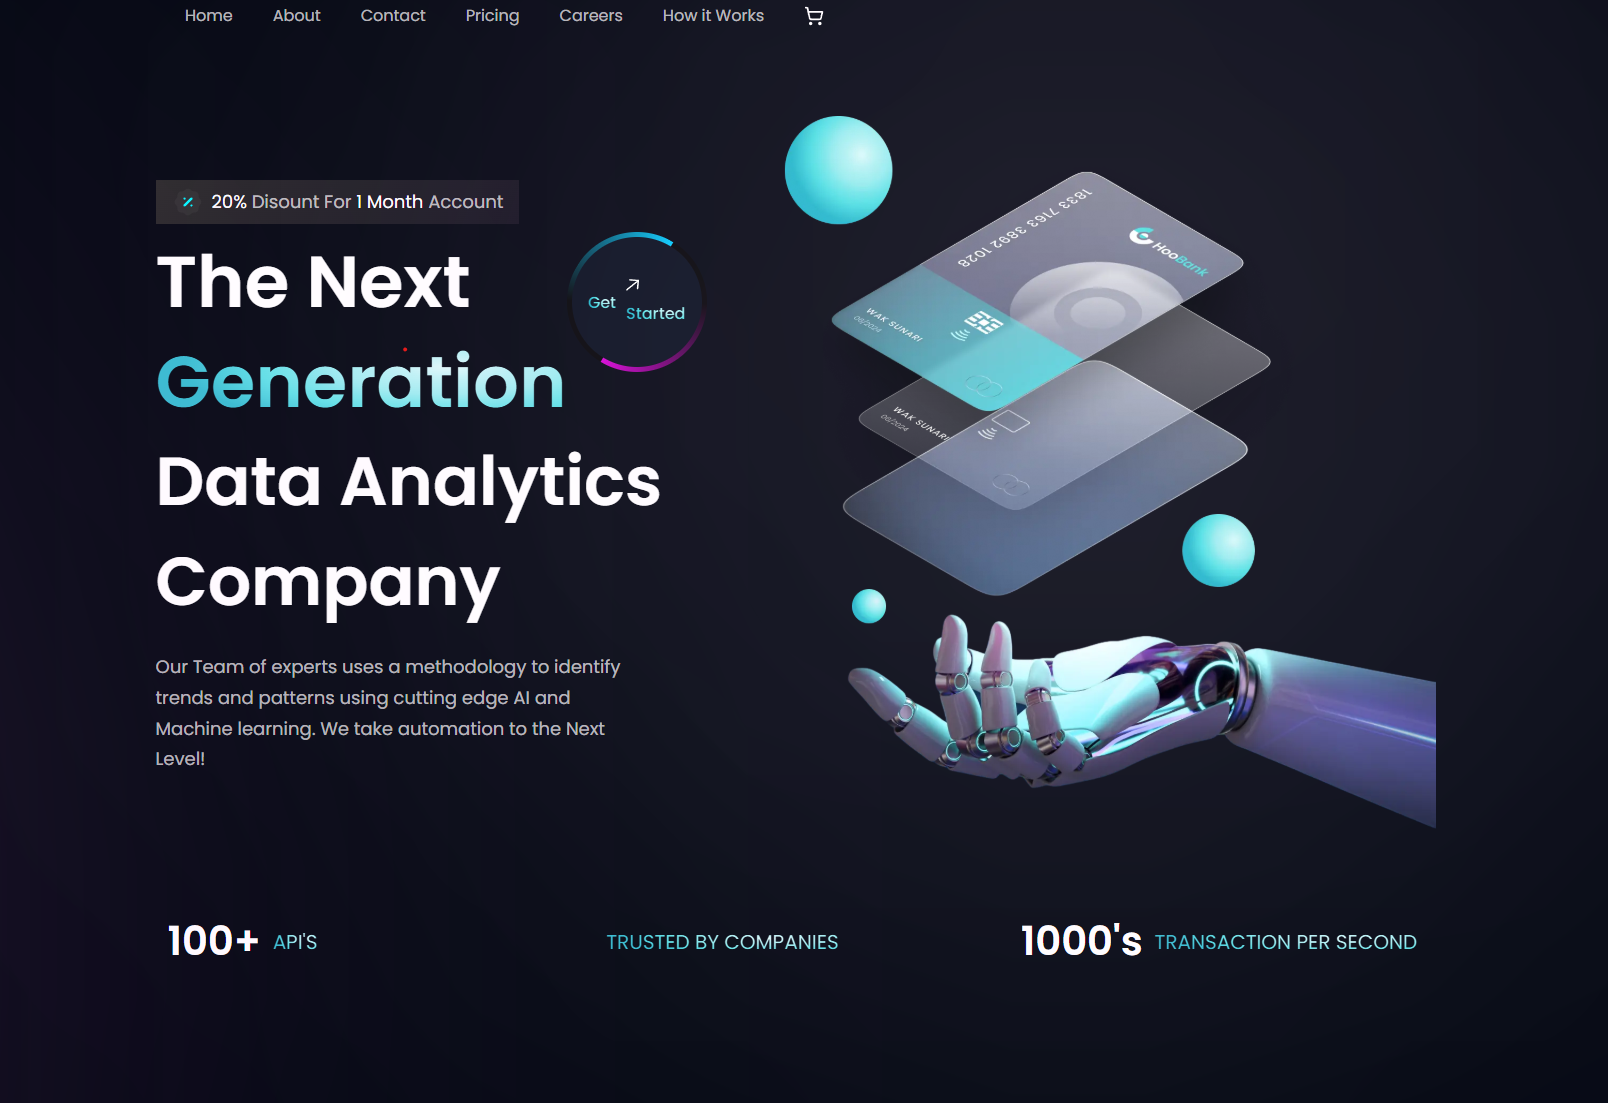 Home About Contact Pricing Careers How it Works
20% Disount For 1 Month Account
The Next
Generation
Data Analytics
Company
Get
Started
Our Team of experts uses a methodology to identify
trends and patterns using cutting edge AI and
Machine learning. We take automation to the Next
Level!
1833 7163 3892 1028
HooBank
WAK SUNARI
08/2024
WAK SUNARI
08/2024
100+ API'S
TRUSTED BY COMPANIES
1000's TRANSACTION PER SECOND